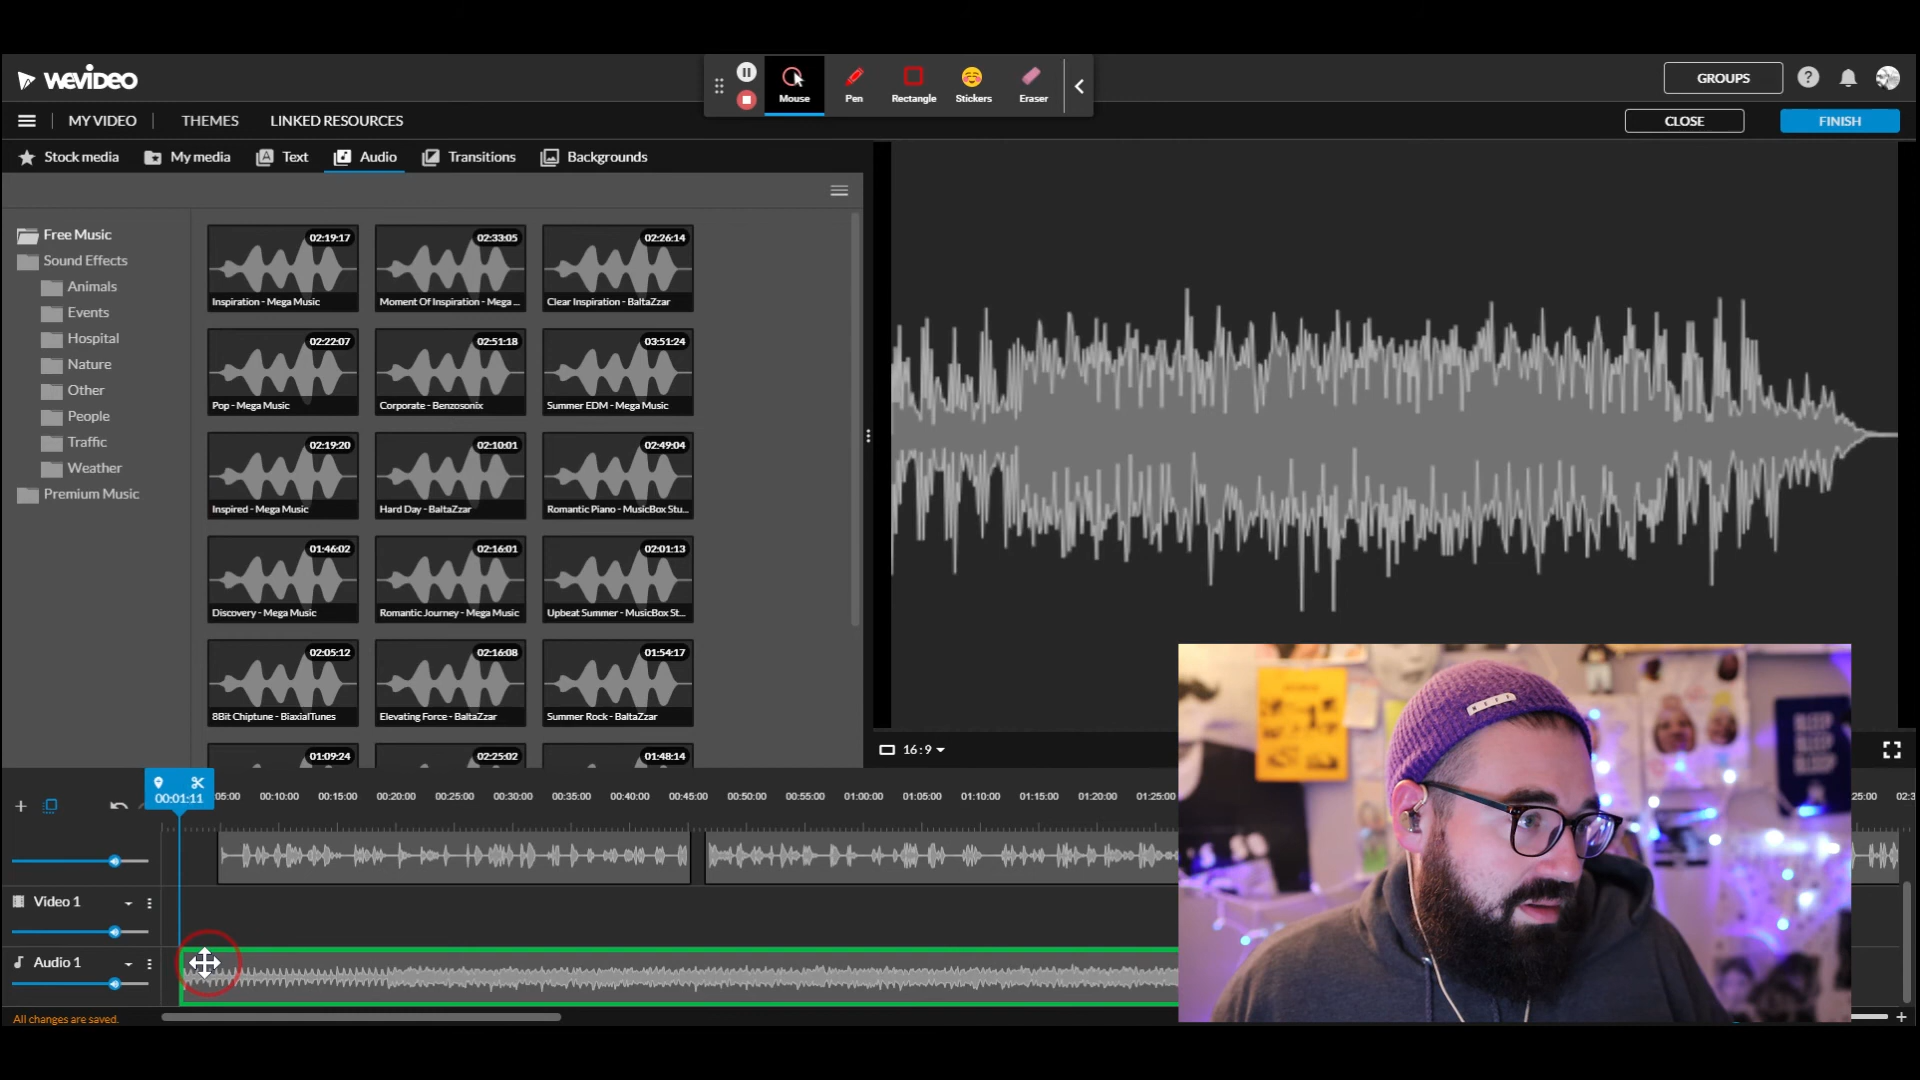 WEVIDEO
Mouse
Pen
Rectangle
Stickers
Eraser
GROUPS
MY VIDEO
THEMES
LINKED RESOURCES
CLOSE
FINISH
Stock media
My media
Text
Audio
Transitions
Backgrounds
Free Music
Sound Effects
Animals
Events
Hospital
Nature
Other
People
Traffic
Weather
Premium Music
02:19:17
02:33:05
02:26:14
Inspiration - Mega Music
Moment Of Inspiration - Mega ...
Clear Inspiration - BaltaZzar
02:22:07
02:51:18
03:51:24
Pop - Mega Music
Corporate - Benzosonix
Summer EDM - Mega Music
02:19:20
02:10:01
02:49:04
Inspired - Mega Music
Hard Day - BaltaZzar
Romantic Piano - MusicBox Stu...
01:46:02
02:16:01
02:01:13
Discovery - Mega Music
Romantic Journey - Mega Music
Upbeat Summer - MusicBox St...
02:05:12
02:16:08
01:54:17
8Bit Chiptune - BiaxialTunes
Elevating Force - BaltaZzar
Summer Rock - BaltaZzar
01:09:24
02:25:02
01:48:14
16:9
NEFF
SLEEP
SLEEP
SLEEP
00:01:11
05:00 00:10:00 00:15:00 00:20:00 00:25:00 00:30:00 00:35:00 00:40:00 00:45:00 00:50:00 00:55:00 01:00:00 01:05:00 01:10:00 01:15:00 01:20:00 01:25:00 25:00 02:3
Video 1
Audio 1
All changes are saved.